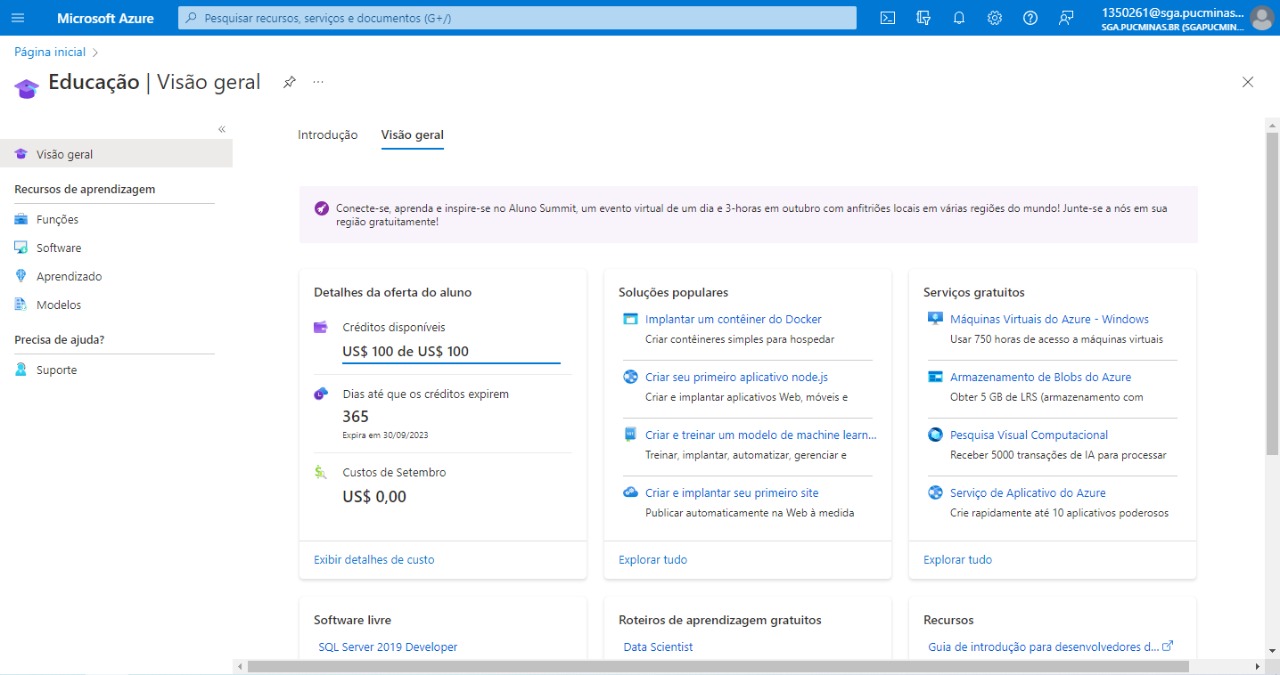 Microsoft Azure
Pesquisar recursos, serviços e documentos (G+/)
1350261@sga.pucminas...
SGA.PUCMINAS.BR (SGAPUCMIN...
Página inicial
Educação | Visão geral
...
«
Visão geral
Recursos de aprendizagem
Funções
Software
Aprendizado
Modelos
Precisa de ajuda?
Suporte
Introdução
Visão geral
Conecte-se, aprenda e inspire-se no Aluno Summit, um evento virtual de um dia e 3-horas em outubro com anfitriões locais em várias regiões do mundo! Junte-se a nós em sua
região gratuitamente!
Detalhes da oferta do aluno
Créditos disponíveis
US$ 100 de US$ 100
Dias até que os créditos expirem
365
Expira em 30/09/2023
Custos de Setembro
US$ 0,00
Exibir detalhes de custo
Soluções populares
Implantar um contêiner do Docker
Criar contêineres simples para hospedar
Criar seu primeiro aplicativo node.js
Criar e implantar aplicativos Web, móveis e
Criar e treinar um modelo de machine learn...
Treinar, implantar, automatizar, gerenciar e
Criar e implantar seu primeiro site
Publicar automaticamente na Web à medida
Explorar tudo
Serviços gratuitos
Máquinas Virtuais do Azure - Windows
Usar 750 horas de acesso a máquinas virtuais
Armazenamento de Blobs do Azure
Obter 5 GB de LRS (armazenamento com
Pesquisa Visual Computacional
Receber 5000 transações de IA para processar
Serviço de Aplicativo do Azure
Crie rapidamente até 10 aplicativos poderosos
Explorar tudo
Software livre
SQL Server 2019 Developer
Roteiros de aprendizagem gratuitos
Data Scientist
Recursos
Guia de introdução para desenvolvedores d...